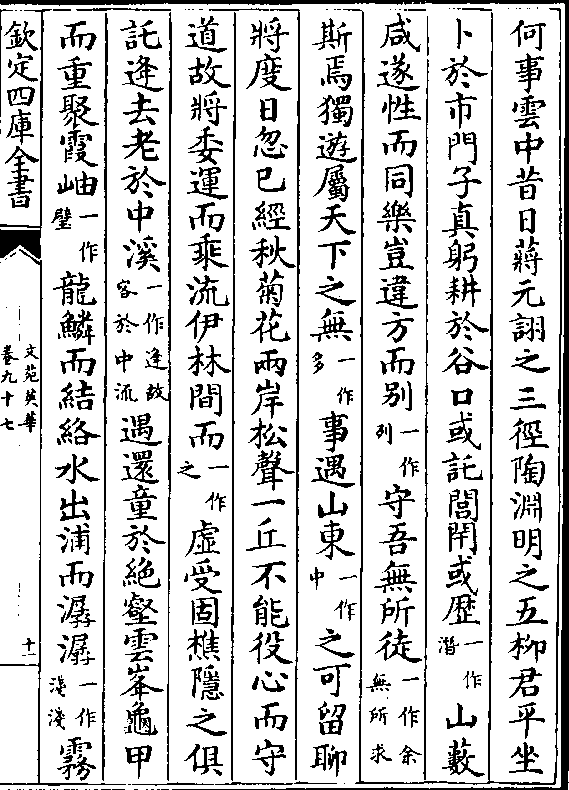 何事雲中昔日蔣元詡之三徑陶淵明之五柳君平坐
卜於市門子真躬耕於谷口或託閭閈或歷一作潛山藪
咸遂性而同樂豈違方而别一作列守吾無所徒一作余無所求
斯焉獨遊屬天下之無一作多事遇山東一作中之可留聊
將度日忽已經秋菊花兩岸松聲一丘不能役心而守
道故將委運而乘流伊林間而一作之虛受固樵隱之俱
託逢去老於中溪一作逢故客於中流遇還童於絶壑雲峯龜甲
而重聚霞岫一作壁龍鱗而結絡水出浦而潺潺一作淺淺霧
欽定四庫全書
文苑英華
卷九十七
十一